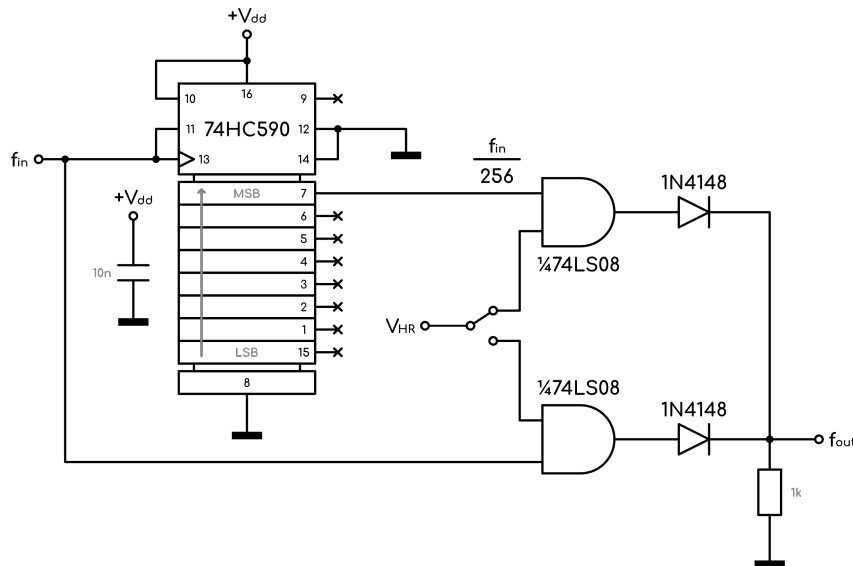 +Vdd
10
16
9
11
74HC590
12
fin
13
14
fin
256
+Vdd
MSB
7
1N4148
6
5
¼74LS08
4
10n
3
2
VHR
1
LSB
15
8
¼74LS08
1N4148
fout
1k